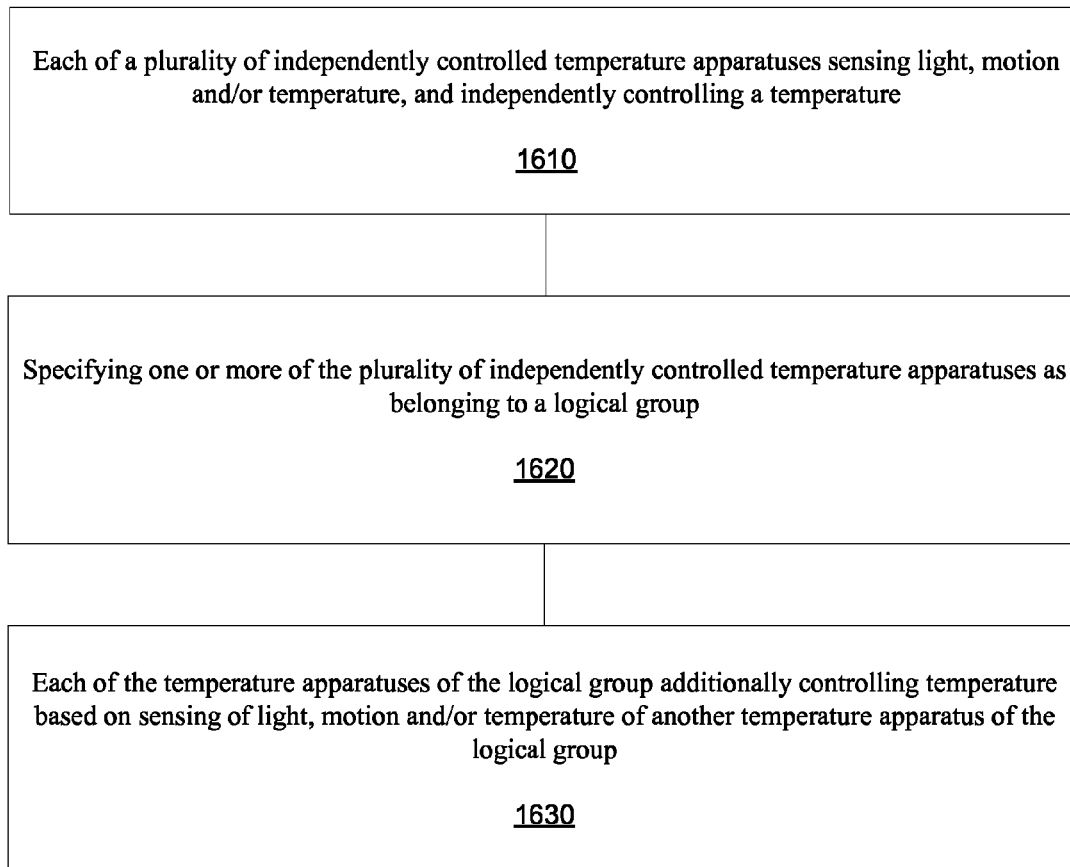 Each of a plurality of independently controlled temperature apparatuses sensing light, motion
and/or temperature, and independently controlling a temperature
1610
Specifying one or more of the plurality of independently controlled temperature apparatuses as
belonging to a logical group
1620
Each of the temperature apparatuses of the logical group additionally controlling temperature
based on sensing of light, motion and/or temperature of another temperature apparatus of the
logical group
1630